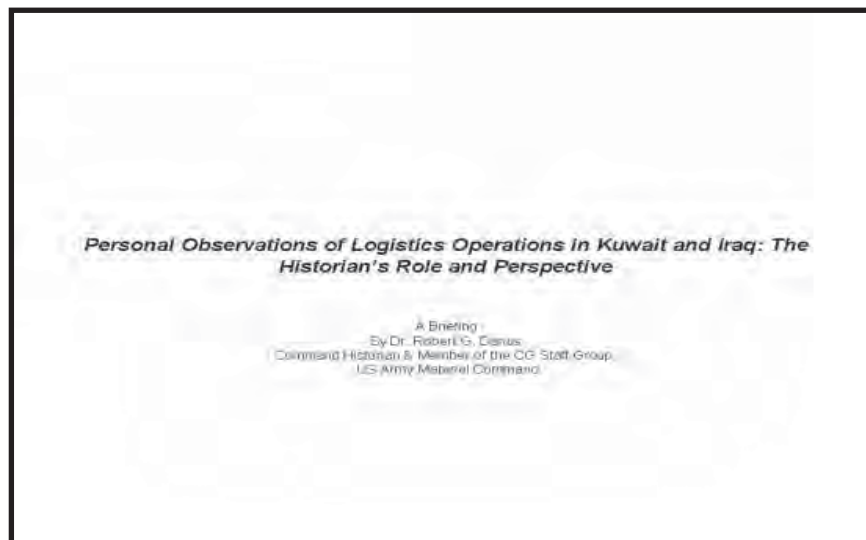 Personal Observations of Logistics Operations in Kuwait and Iraq: The
Historian's Role and Perspective
A Briefing
By Dr. Robert G. Darius
Command Historian & Member of the CG Staff Group
US Army Materiel Command